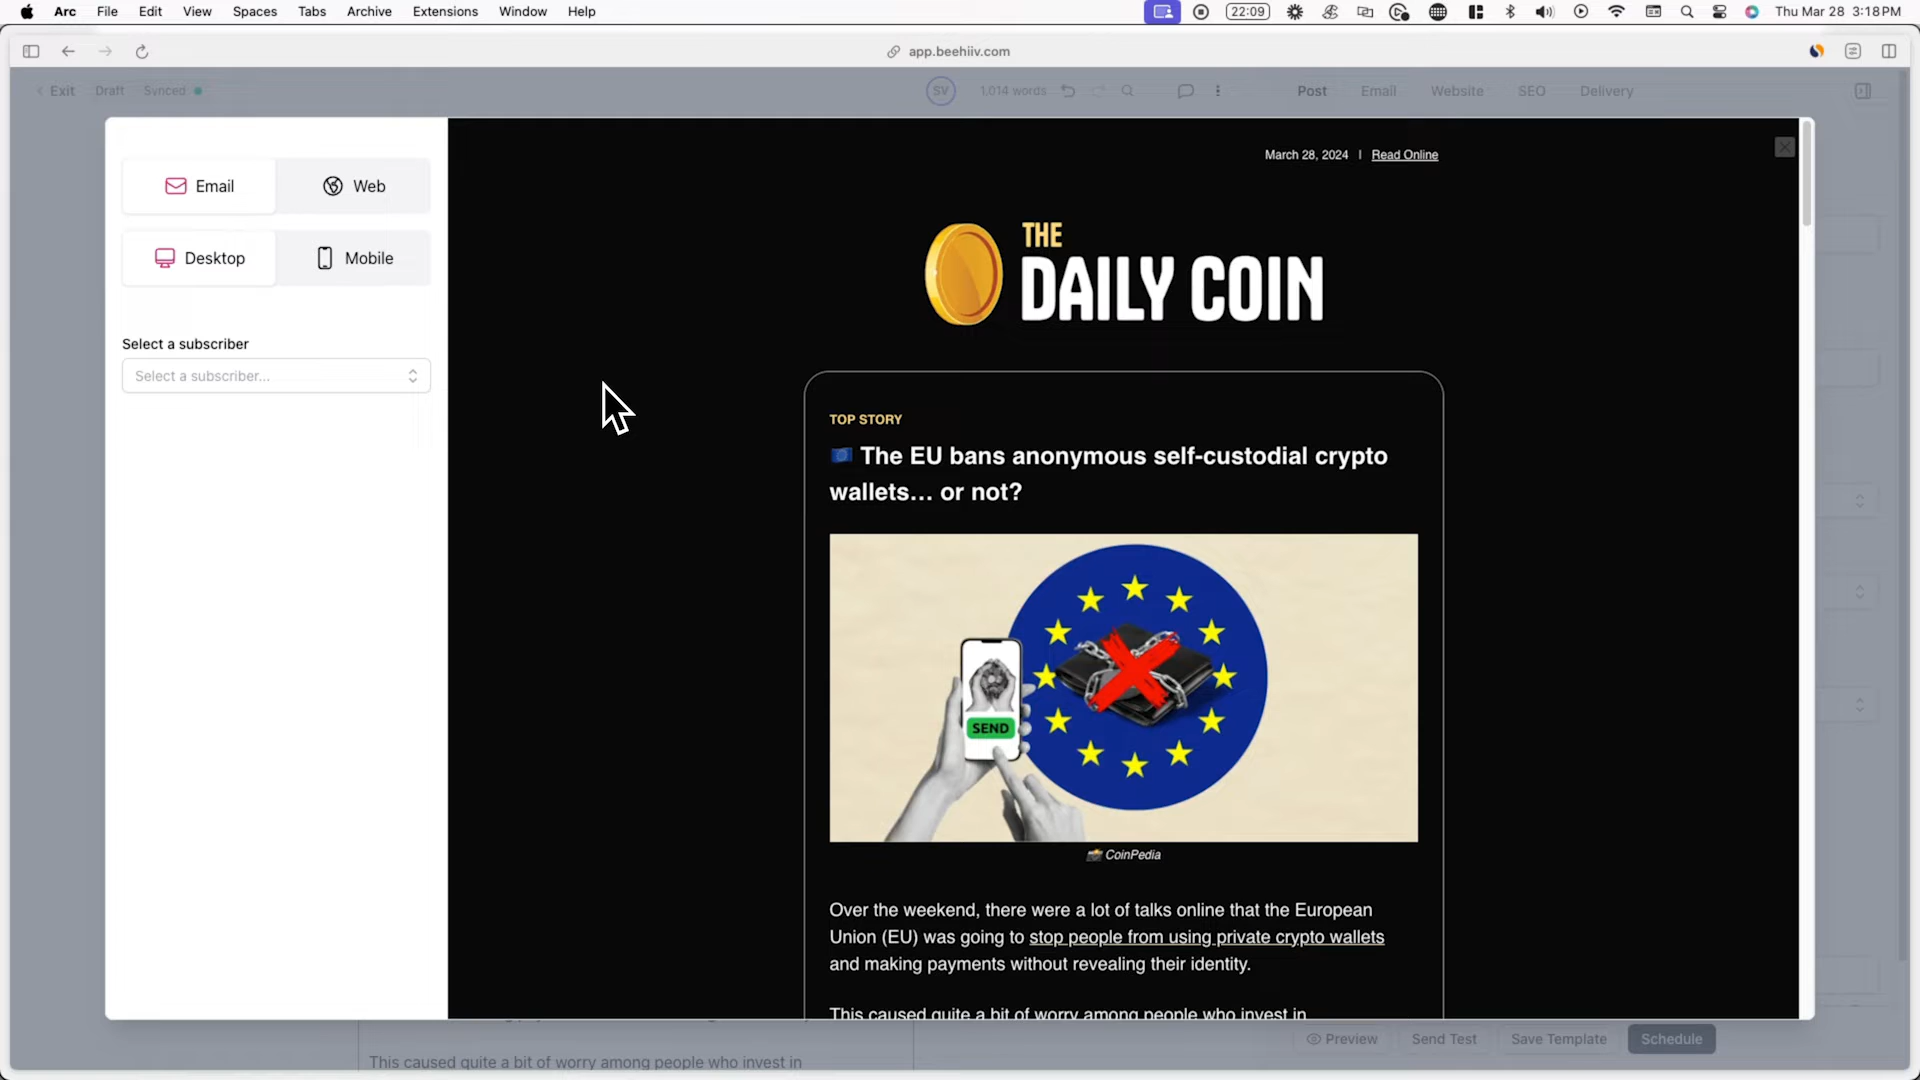 Arc File Edit View Spaces Tabs Archive Extensions Window Help 22:09 Thu Mar 28 3:18 PM
app.beehiiv.com
Exit Draft Synced SV 1,014 words Post Email Website SEO Delivery
March 28, 2024 | Read Online
Email Web
Desktop Mobile
Select a subscriber
Select a subscriber...
THE
DAILY COIN
TOP STORY
The EU bans anonymous self-custodial crypto
wallets... or not?
SEND
CoinPedia
Over the weekend, there were a lot of talks online that the European
Union (EU) was going to stop people from using private crypto wallets
and making payments without revealing their identity.
This caused quite a bit of worry among people who invest in
Preview Send Test Save Template Schedule
This caused quite a bit of worry among people who invest in